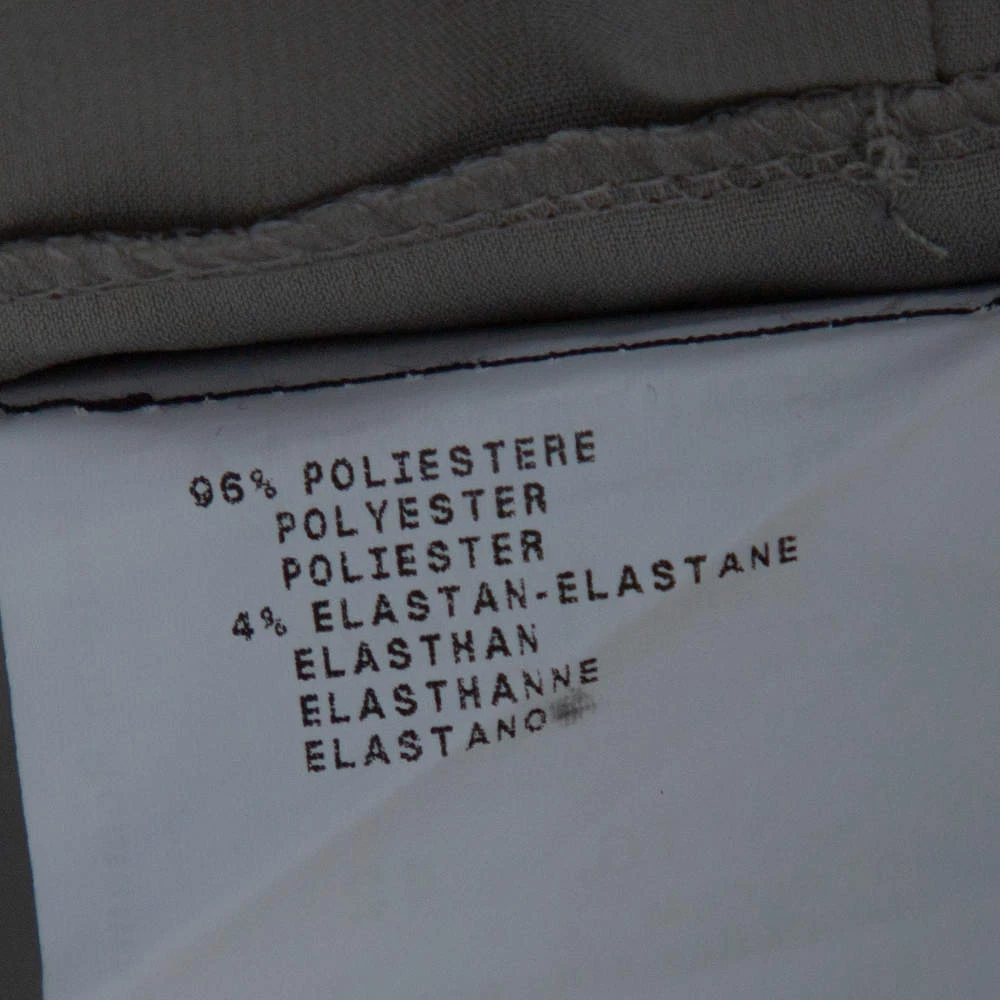 96% POLIESTERE
POLYESTER
POLIESTER
4% ELASTAN-ELASTANE
ELASTHAN
ELASTHANNE
ELASTANO